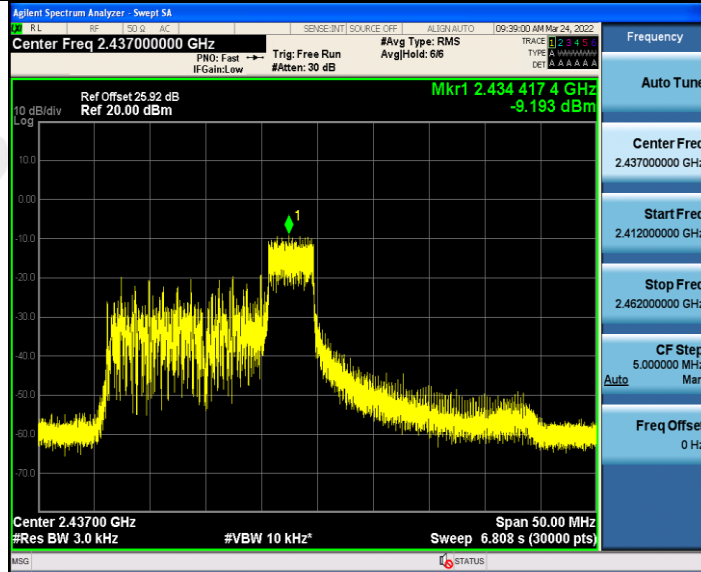 Agilent Spectrum Analyzer - Swept SA
RL RF 50 Ω AC SENSE:INT SOURCE OFF ALIGN AUTO 09:39:00 AM Mar 24, 2022
Center Freq 2.437000000 GHz
PNO: Fast
IFGain:Low
Trig: Free Run
#Atten: 30 dB
#Avg Type: RMS
Avg|Hold: 6/6
TRACE 1 2 3 4 5 6
TYPE A WWWWW
DET A A A A A A
Frequency
Mkr1 2.434 417 4 GHz
-9.193 dBm
Ref Offset 25.92 dB
10 dB/div Ref 20.00 dBm
Log
10.0
0.00
-10.0
-20.0
-30.0
-40.0
-50.0
-60.0
-70.0
1
Center 2.43700 GHz Span 50.00 MHz
#Res BW 3.0 kHz #VBW 10 kHz* Sweep 6.808 s (30000 pts)
MSG STATUS
Auto Tune
Center Freq
2.437000000 GHz
Start Freq
2.412000000 GHz
Stop Freq
2.462000000 GHz
CF Step
5.000000 MHz
Auto Man
Freq Offset
0 Hz